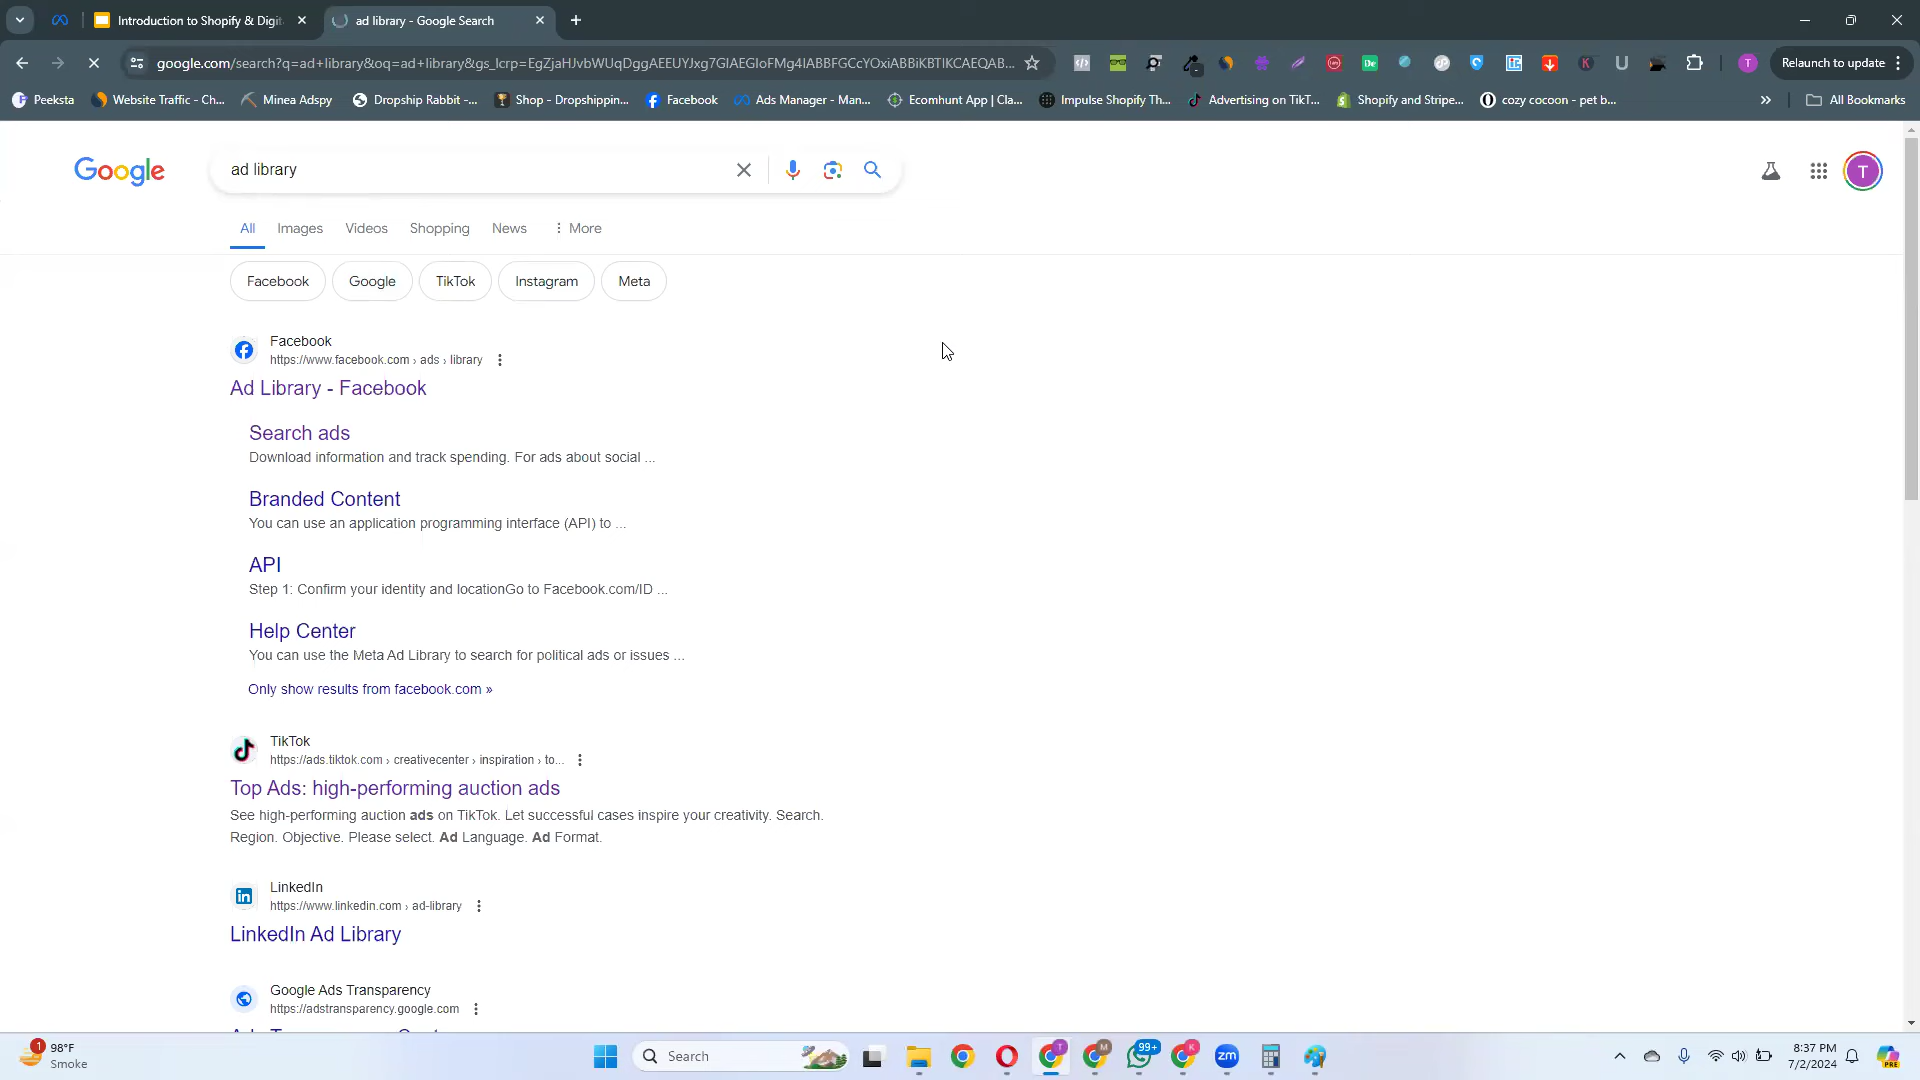 Introduction to Shopify & Digit
ad library - Google Search
google.com/search?q=ad+library&oq=ad+library&gs_lcrp=EgZjaHJvbWUqDggAEEUYJxg7GIAEGIoFMg4IABBFGCcYOxiABBiKBTIKCAEQAB...
Relaunch to update
Peeksta
Website Traffic - Ch...
Minea Adspy
Dropship Rabbit -...
Shop - Dropshippin...
Facebook
Ads Manager - Man...
Ecomhunt App | Cla...
Impulse Shopify Th...
Advertising on TikT...
Shopify and Stripe...
cozy cocoon - pet b...
All Bookmarks
Google
ad library
T
All
Images
Videos
Shopping
News
More
Facebook
Google
TikTok
Instagram
Meta
Facebook
https://www.facebook.com › ads › library
Ad Library - Facebook
Search ads
Download information and track spending. For ads about social ...
Branded Content
You can use an application programming interface (API) to ...
API
Step 1: Confirm your identity and locationGo to Facebook.com/ID ...
Help Center
You can use the Meta Ad Library to search for political ads or issues ...
Only show results from facebook.com »
TikTok
https://ads.tiktok.com › creativecenter › inspiration › to...
Top Ads: high-performing auction ads
See high-performing auction ads on TikTok. Let successful cases inspire your creativity. Search.
Region. Objective. Please select. Ad Language. Ad Format.
LinkedIn
https://www.linkedin.com › ad-library
LinkedIn Ad Library
Google Ads Transparency
https://adstransparency.google.com
1
98°F
Smoke
Search
99+
zm
8:37 PM
7/2/2024